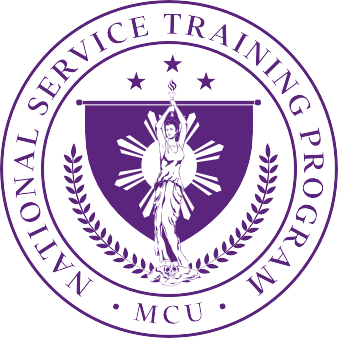 NATIONAL SERVICE TRAINING PROGRAM
• MCU •